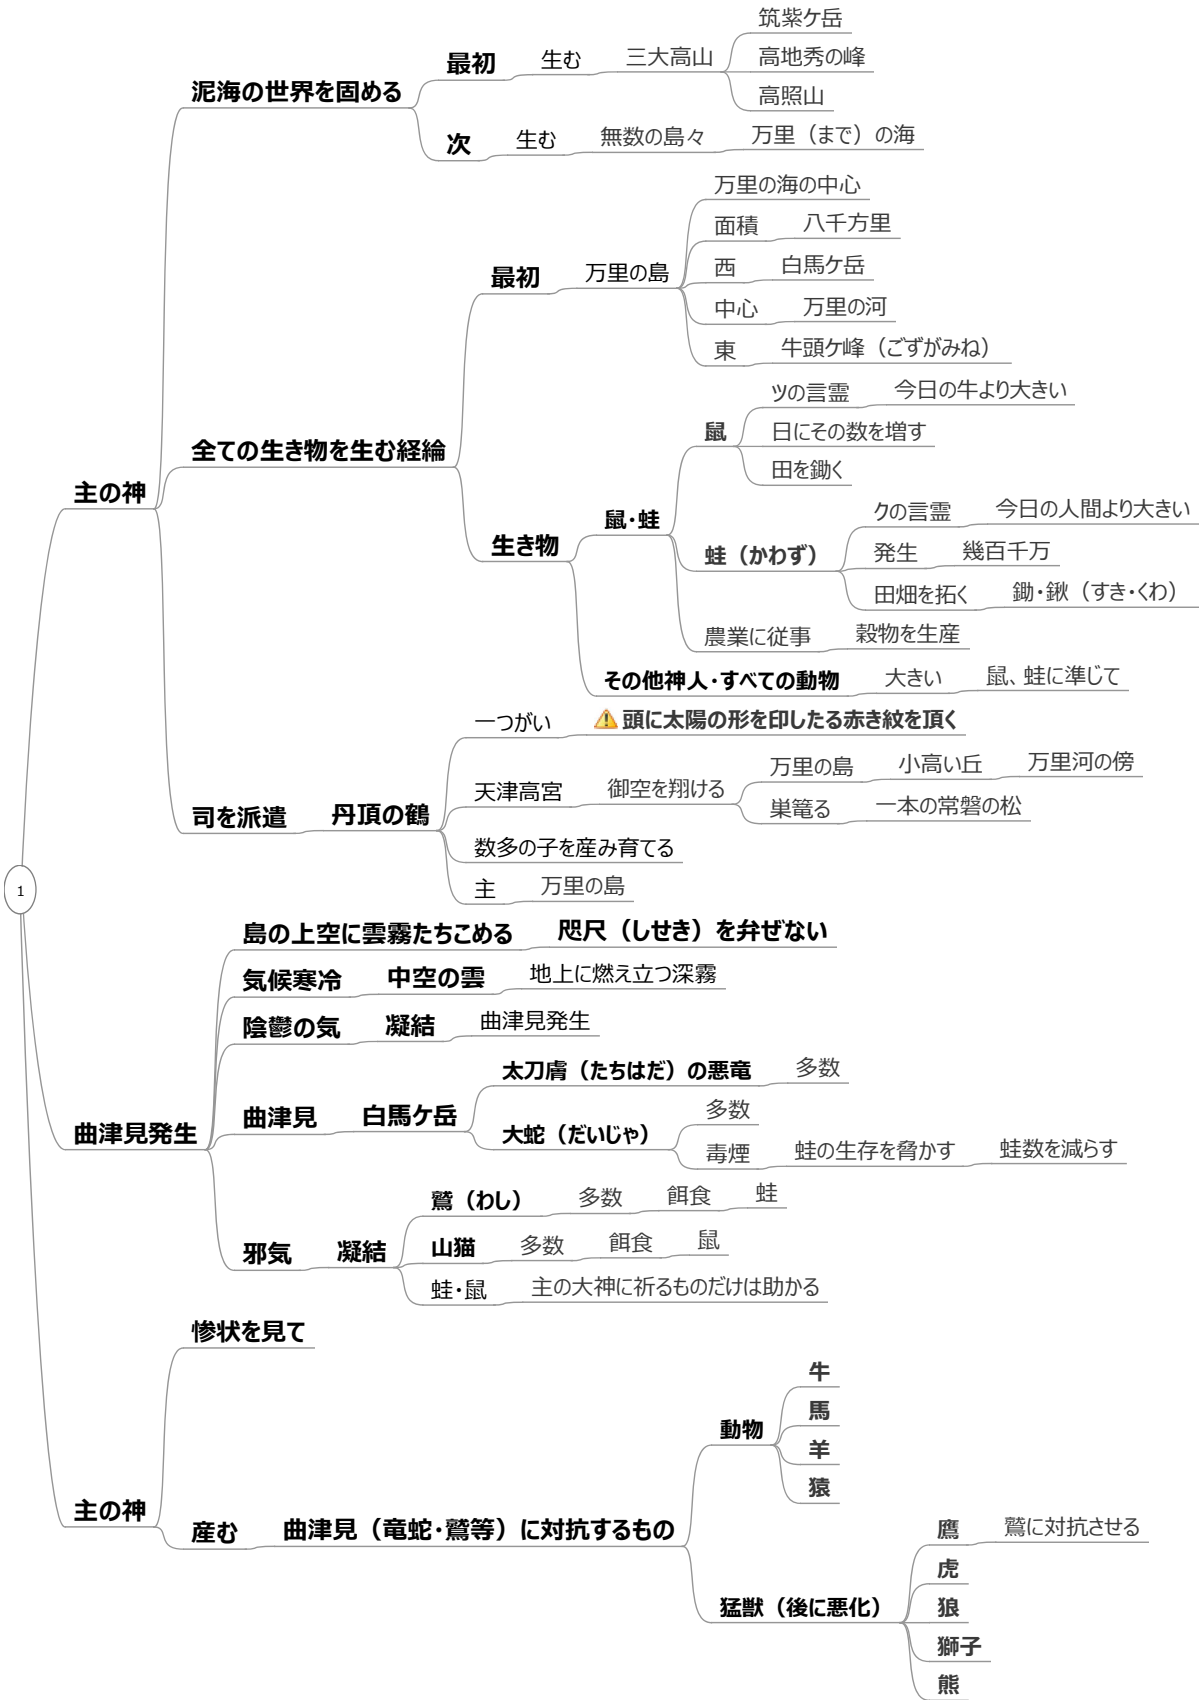 筑紫ケ岳
最初 生む 三大高山 高地秀の峰
泥海の世界を固める 高照山
次 生む 無数の島々 万里（まで）の海
万里の海の中心
面積 八千方里
最初 万里の島 西 白馬ケ岳
中心 万里の河
東 牛頭ケ峰（ごずがみね）
ツの言霊 今日の牛より大きい
鼠 日にその数を増す
全ての生き物を生む経綸 田を鋤く
主の神
クの言霊 今日の人間より大きい
生き物 鼠・蛙 蛙（かわず） 発生 幾百千万
田畑を拓く 鋤・鍬（すき・くわ）
農業に従事 穀物を生産
その他神人・すべての動物 大きい 鼠、蛙に準じて
一つがい 頭に太陽の形を印したる赤き紋を頂く
司を派遣 丹頂の鶴 天津高宮 御空を翔ける 万里の島 小高い丘 万里河の傍
巣篭る 一本の常磐の松
数多の子を産み育てる
主 万里の島
1
島の上空に雲霧たちこめる 咫尺（しせき）を弁ぜない
気候寒冷 中空の雲 地上に燃え立つ深霧
陰鬱の気 凝結 曲津見発生
曲津見発生 曲津見 白馬ケ岳 太刀膚（たちはだ）の悪竜 多数
大蛇（だいじゃ） 多数
毒煙 蛙の生存を脅かす 蛙数を減らす
鷲（わし） 多数 餌食 蛙
邪気 凝結 山猫 多数 餌食 鼠
蛙・鼠 主の大神に祈るものだけは助かる
惨状を見て
主の神
産む 曲津見（竜蛇・鷲等）に対抗するもの
動物
牛
馬
羊
猿
猛獣（後に悪化）
鷹 鷲に対抗させる
虎
狼
獅子
熊